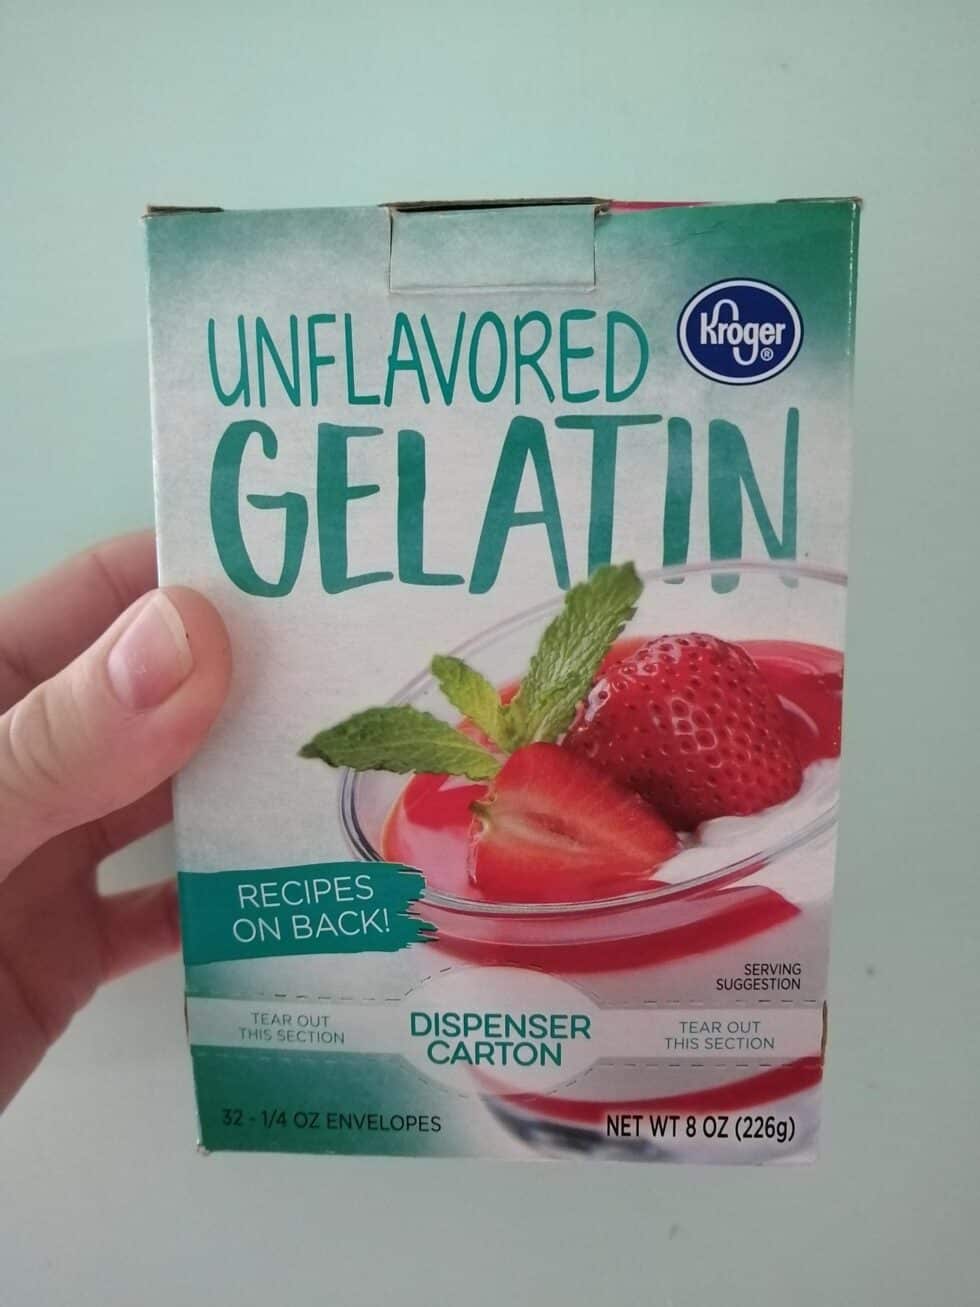 UNFLAVORED
Kroger®
GELATIN
RECIPES
ON BACK!
SERVING
SUGGESTION
TEAR OUT
THIS SECTION
DISPENSER
CARTON
TEAR OUT
THIS SECTION
32 - 1/4 OZ ENVELOPES
NET WT 8 OZ (226g)